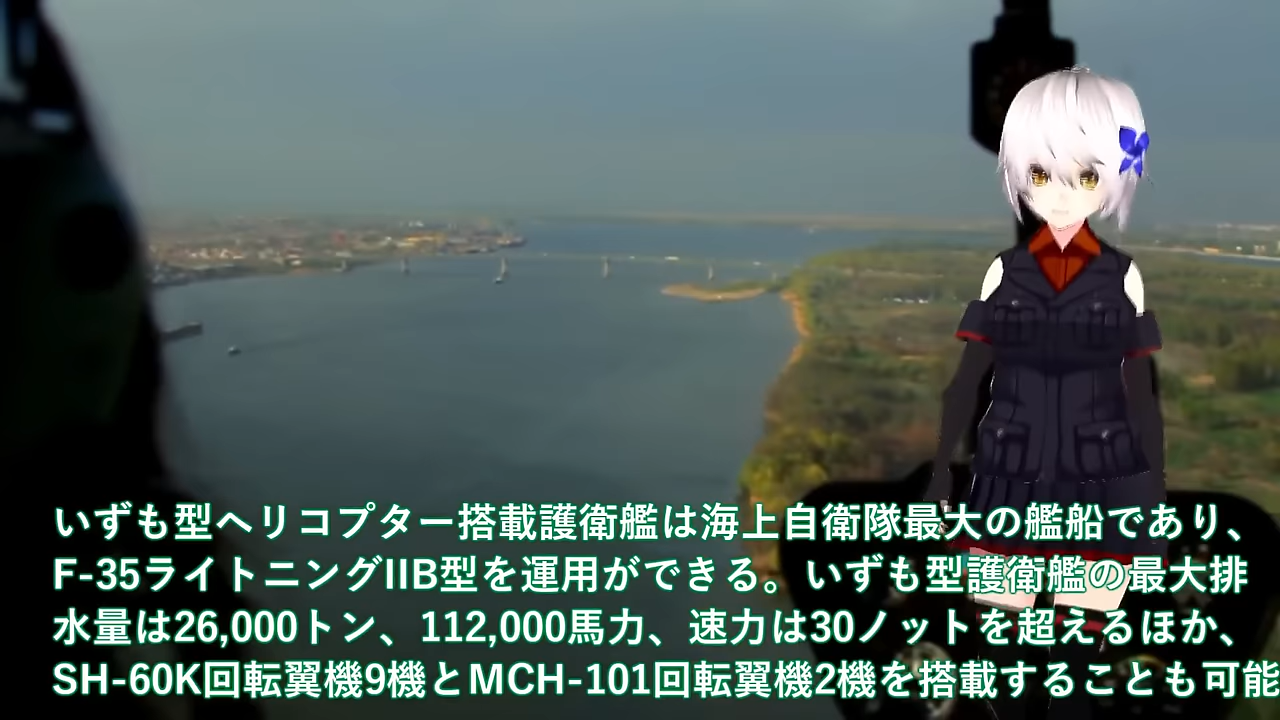 いずも型ヘリコプター搭載護衛艦は海上自衛隊最大の艦船であり、
F-35ライトニングIIB型を運用ができる。いずも型護衛艦の最大排
水量は26,000トン、112,000馬力、速力は30ノットを超えるほか、
SH-60K回転翼機9機とMCH-101回転翼機2機を搭載することも可能